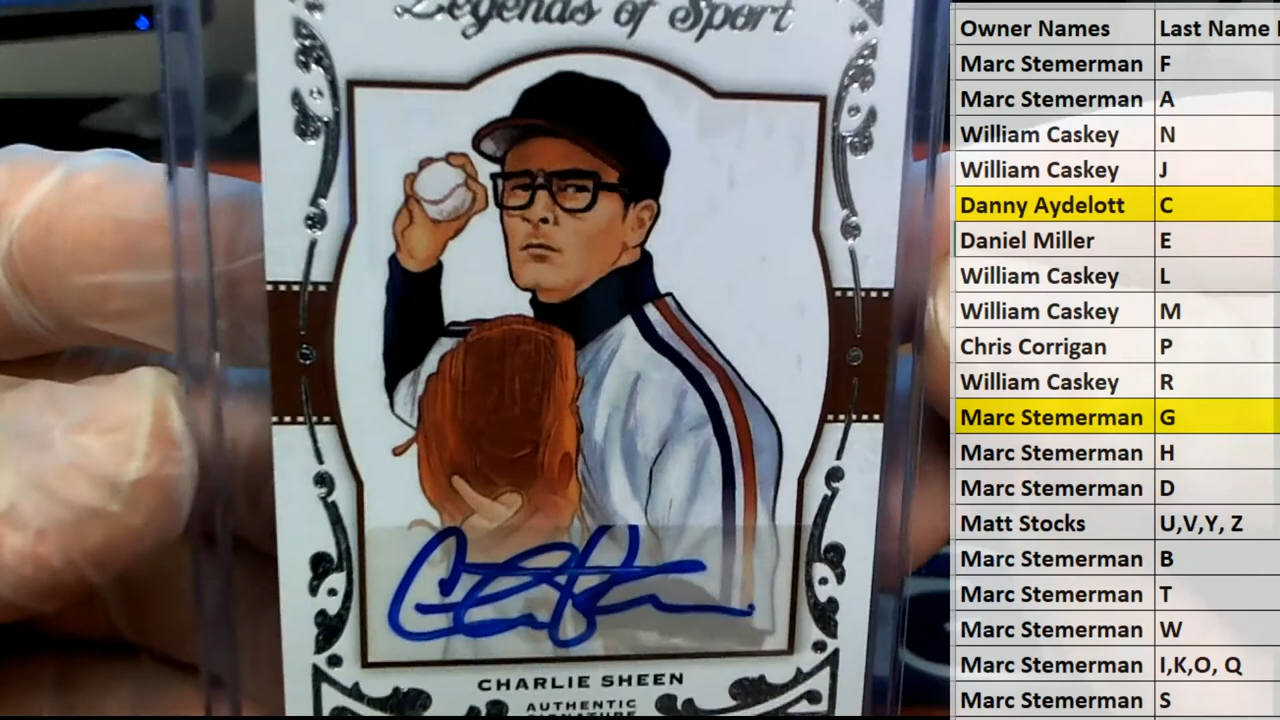 Legends of Sport
CHARLIE SHEEN
AUTHENTIC
SIGNATURE
Owner Names Last Name
Marc Stemerman F
Marc Stemerman A
William Caskey N
William Caskey J
Danny Aydelott C
Daniel Miller E
William Caskey L
William Caskey M
Chris Corrigan P
William Caskey R
Marc Stemerman G
Marc Stemerman H
Marc Stemerman D
Matt Stocks U,V,Y, Z
Marc Stemerman B
Marc Stemerman T
Marc Stemerman W
Marc Stemerman I,K,O, Q
Marc Stemerman S